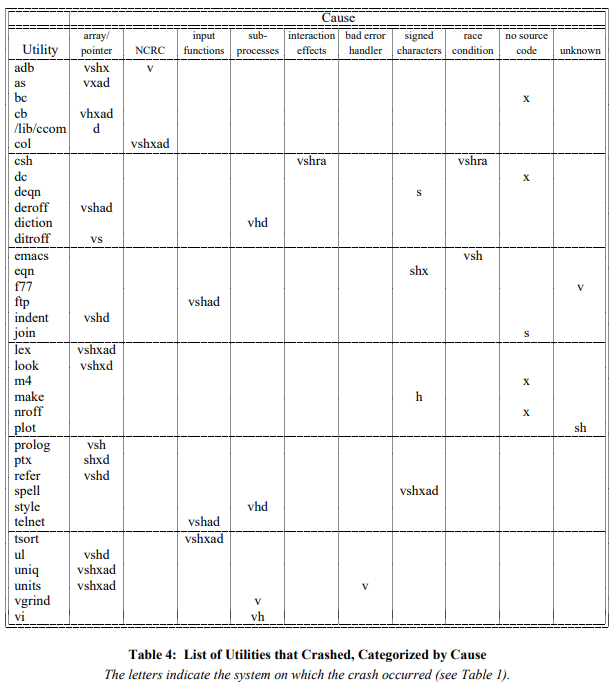 Cause
array/ input sub- interaction bad error signed race no source
Utility pointer NCRC functions processes effects handler characters condition code unknown
adb vshx v
as vxad
bc x
cb vhxad
/lib/ccom d
col vshxad
csh vshra vshra
dc x
deqn s
deroff vshad
diction vhd
ditroff vs
emacs vsh
eqn shx
f77 v
ftp vshad
indent vshd
join s
lex vshxad
look vshxd
m4 x
make h
nroff x
plot sh
prolog vsh
ptx shxd
refer vshd
spell vshxad
style vhd
telnet vshad
tsort vshxad
ul vshd
uniq vshxad
units vshxad v
vgrind v
vi vh
Table 4: List of Utilities that Crashed, Categorized by Cause
The letters indicate the system on which the crash occurred (see Table 1).